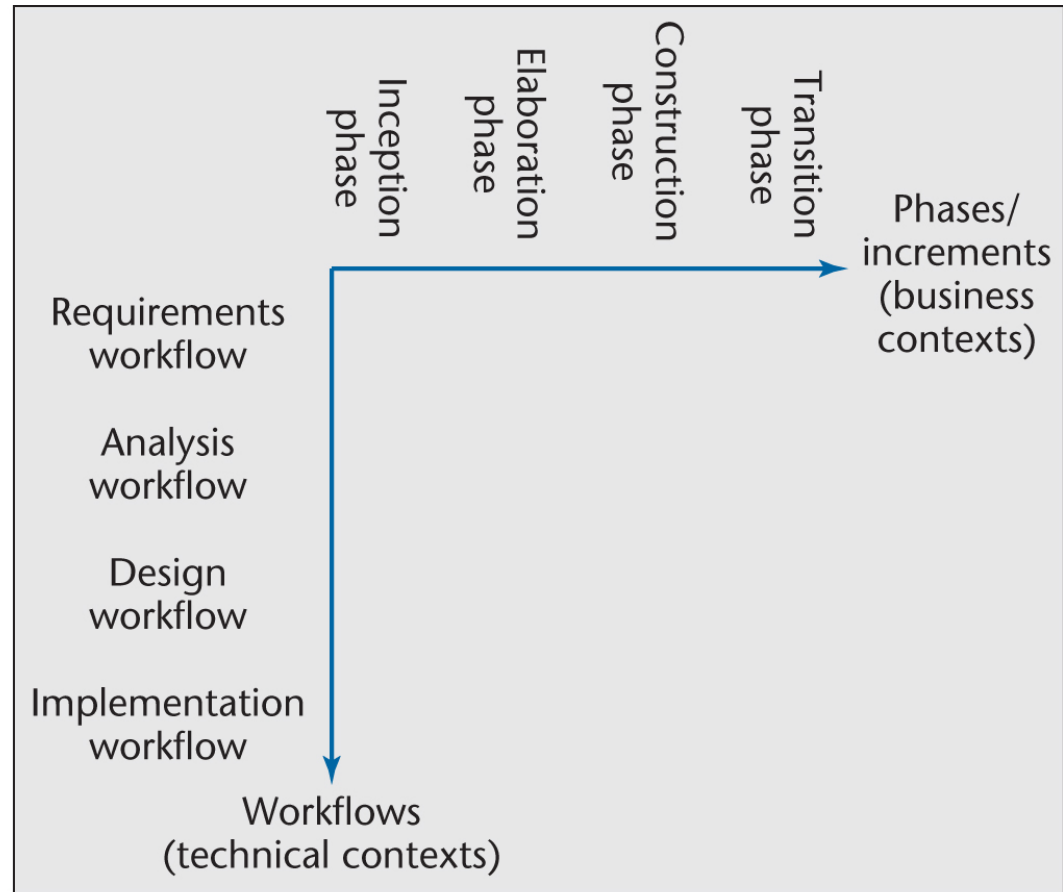 Inception
phase
Elaboration
phase
Construction
phase
Transition
phase
Phases/
increments
(business
contexts)
Requirements
workflow
Analysis
workflow
Design
workflow
Implementation
workflow
Workflows
(technical contexts)